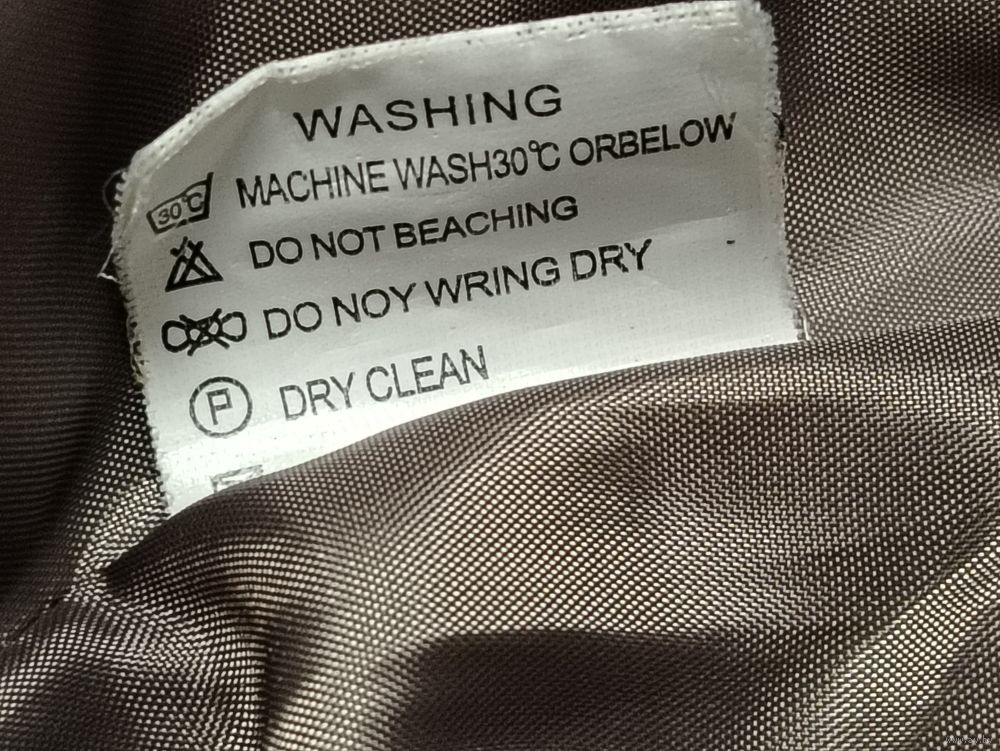 WASHING
30°C MACHINE WASH30℃ ORBELOW
DO NOT BEACHING
DO NOY WRING DRY
P DRY CLEAN